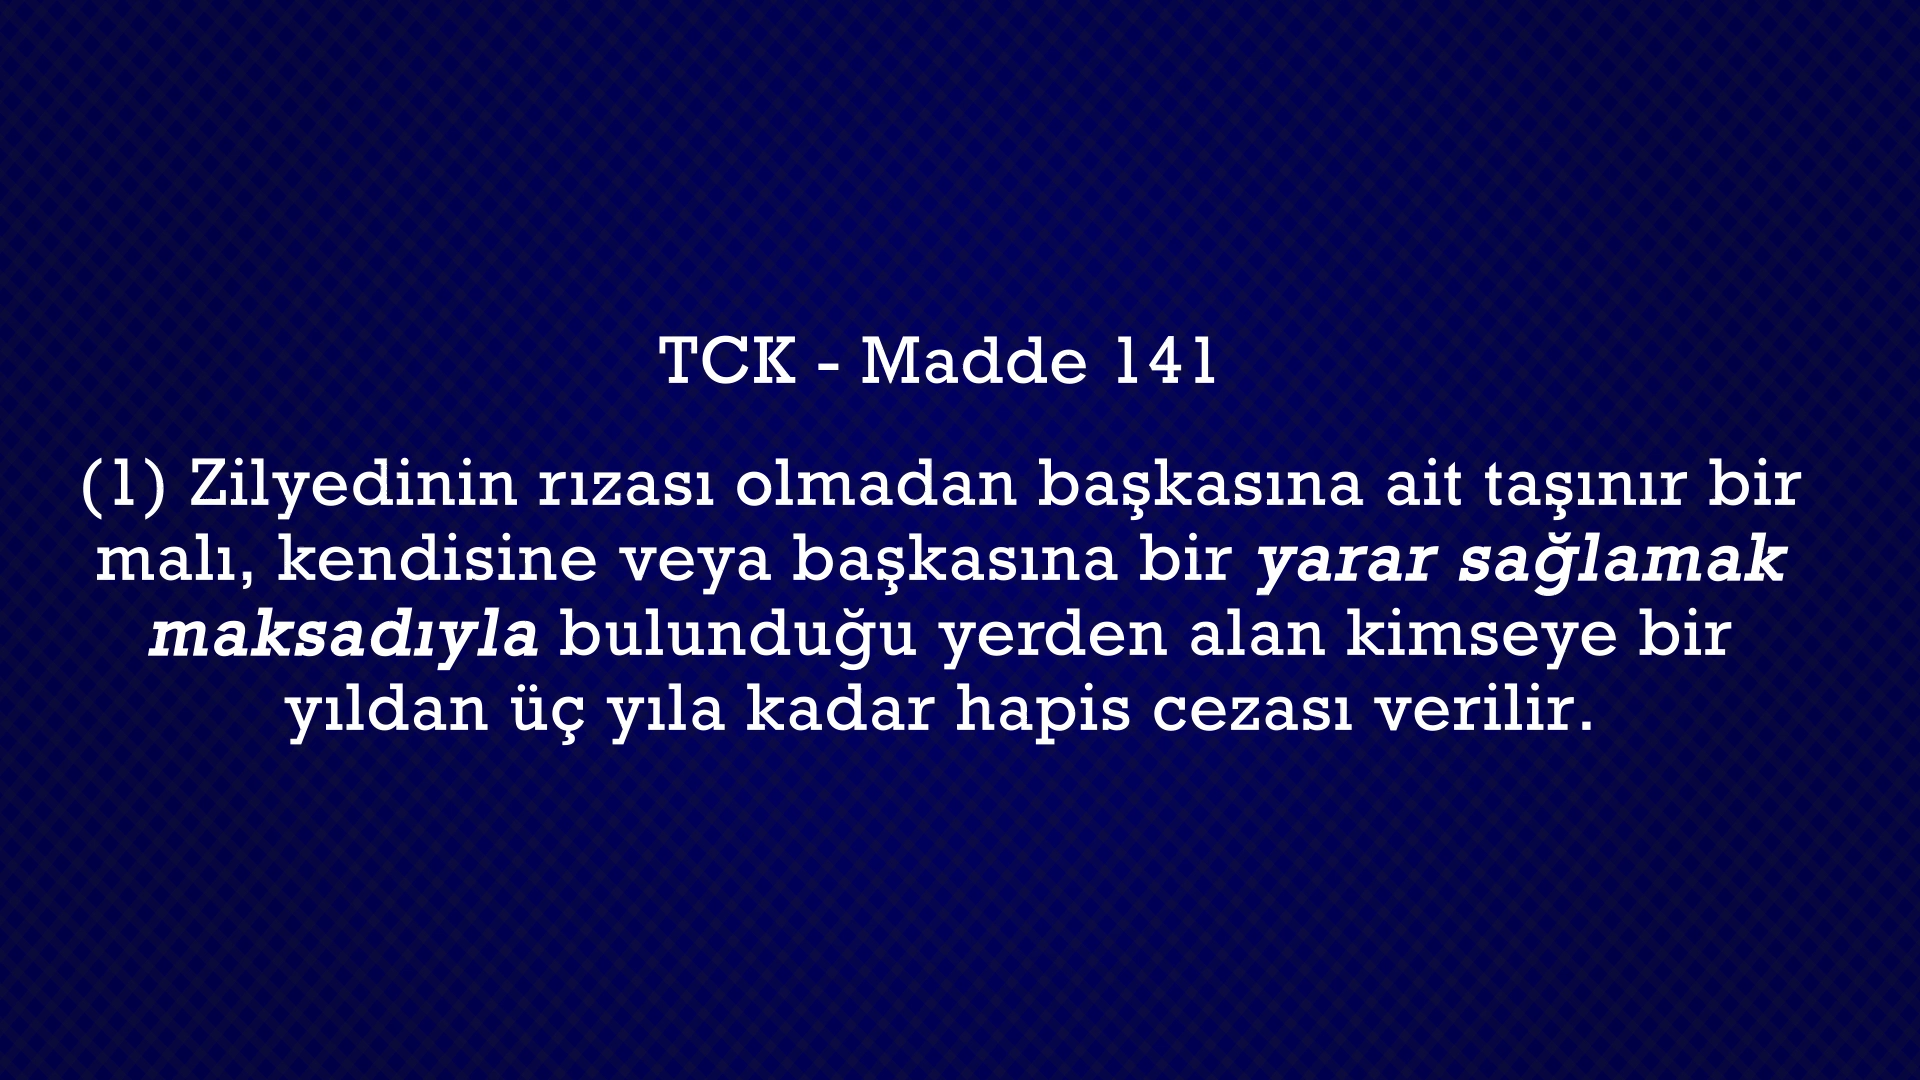 TCK - Madde 141
(1) Zilyedinin rızası olmadan başkasına ait taşınır bir
malı, kendisine veya başkasına bir yarar sağlamak
maksadıyla bulunduğu yerden alan kimseye bir
yıldan üç yıla kadar hapis cezası verilir.